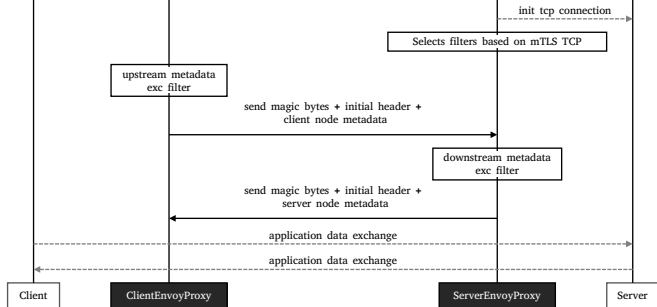 init tcp connection
Selects filters based on mTLS TCP
upstream metadata
exc filter
send magic bytes + initial header +
client node metadata
downstream metadata
exc filter
send magic bytes + initial header +
server node metadata
application data exchange
application data exchange
Client
ClientEnvoyProxy
ServerEnvoyProxy
Server